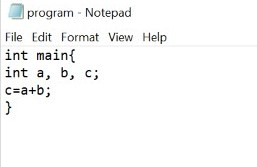 program - Notepad
File Edit Format View Help
int main{
int a, b, c;
c=a+b;
}